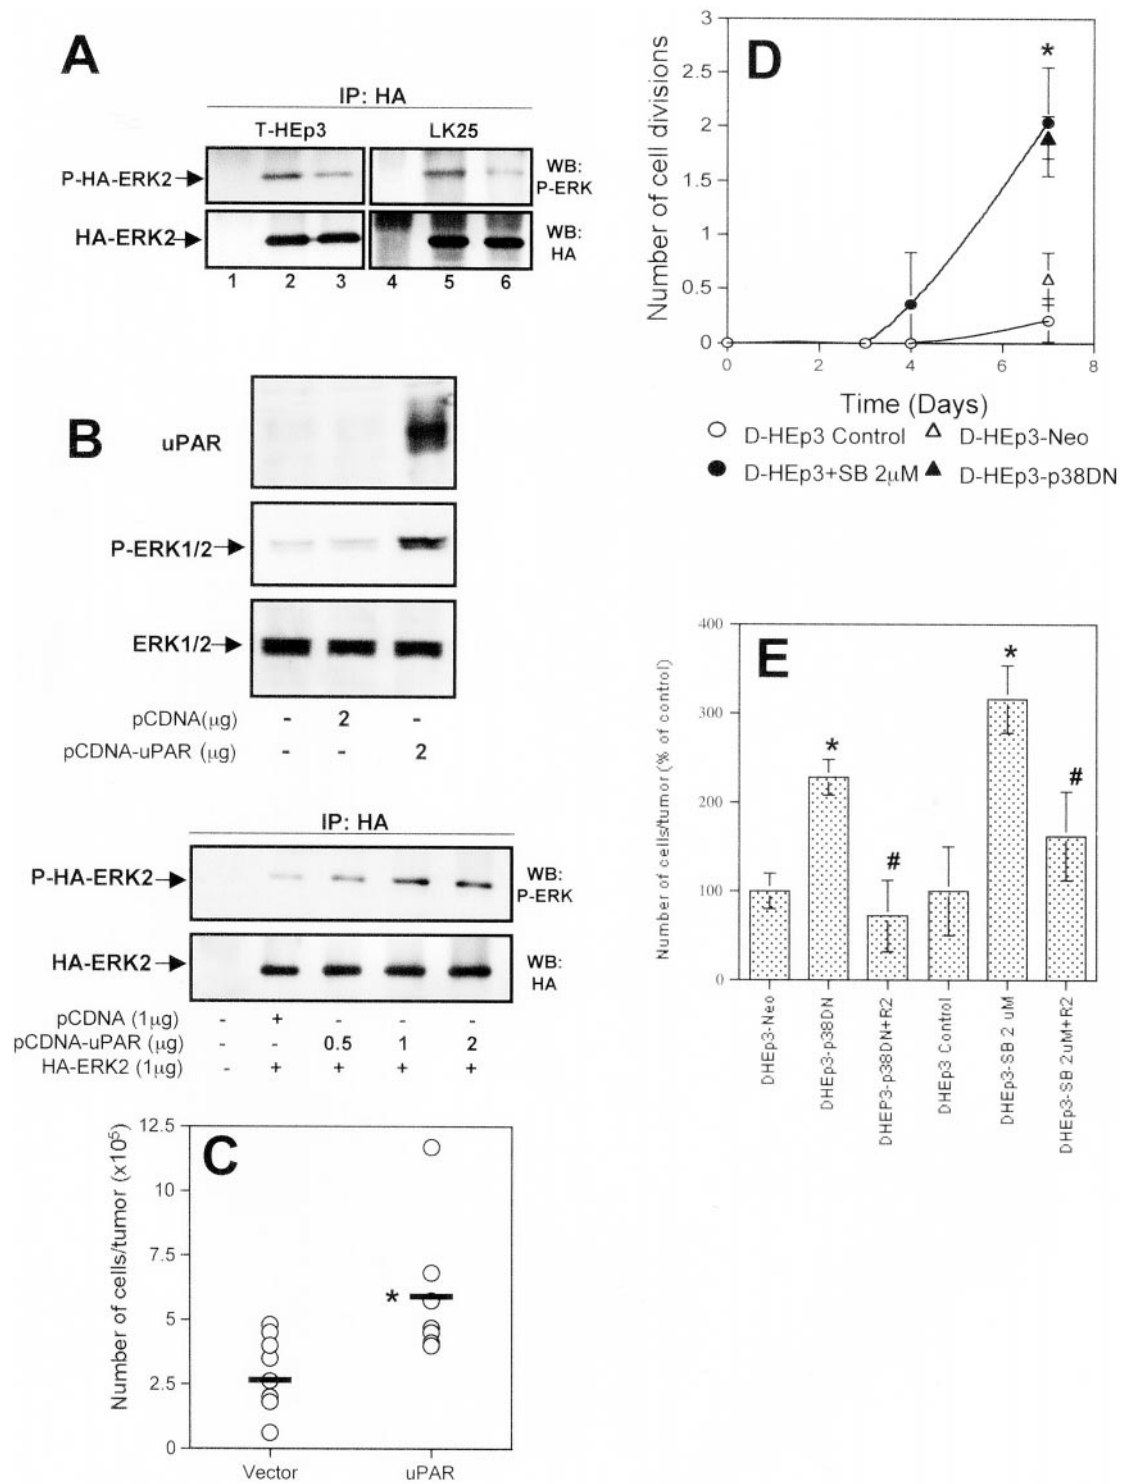 A
IP: HA
T-HEp3 LK25
P-HA-ERK2 WB: P-ERK
HA-ERK2 WB: HA
1 2 3 4 5 6
B
uPAR
P-ERK1/2
ERK1/2
pCDNA(µg) - 2 -
pCDNA-uPAR (µg) - - 2
IP: HA
P-HA-ERK2 WB: P-ERK
HA-ERK2 WB: HA
pCDNA (1µg) - + - - -
pCDNA-uPAR (µg) - - 0.5 1 2
HA-ERK2 (1µg) - + + + +
C
Number of cells/tumor (x10⁵)
12.5
10
7.5
5
2.5
0
*
Vector uPAR
D
Number of cell divisions
3
2.5
2
1.5
1
0.5
0
*
0 2 4 6 8
Time (Days)
D-HEp3 Control D-HEp3-Neo
D-HEp3+SB 2µM D-HEp3-p38DN
E
Number of cells/tumor (% of control)
400
300
200
100
0
* # * #
DHEp3-Neo
DHEp3-p38DN
DHEP3-p38DN+R2
DHEp3 Control
DHEp3-SB 2 uM
DHEp3-SB 2uM+R2